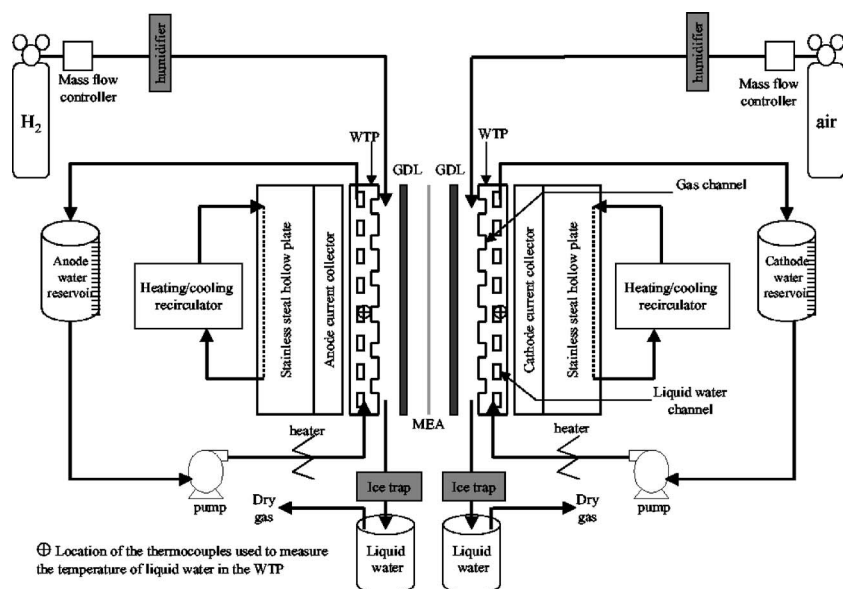 humidifier
humidifier
Mass flow
controller
Mass flow
controller
H2
air
WTP
WTP
GDL
GDL
Gas channel
Anode
water
reservoir
Heating/cooling
recirculator
Stainless steal hollow plate
Anode current collector
Cathode current collector
Stainless steal hollow plate
Heating/cooling
recirculator
Cathode
water
reservoir
Liquid water
channel
MEA
heater
heater
pump
pump
Ice trap
Ice trap
Dry
gas
Dry
gas
Liquid
water
Liquid
water
⊕ Location of the thermocouples used to measure
the temperature of liquid water in the WTP